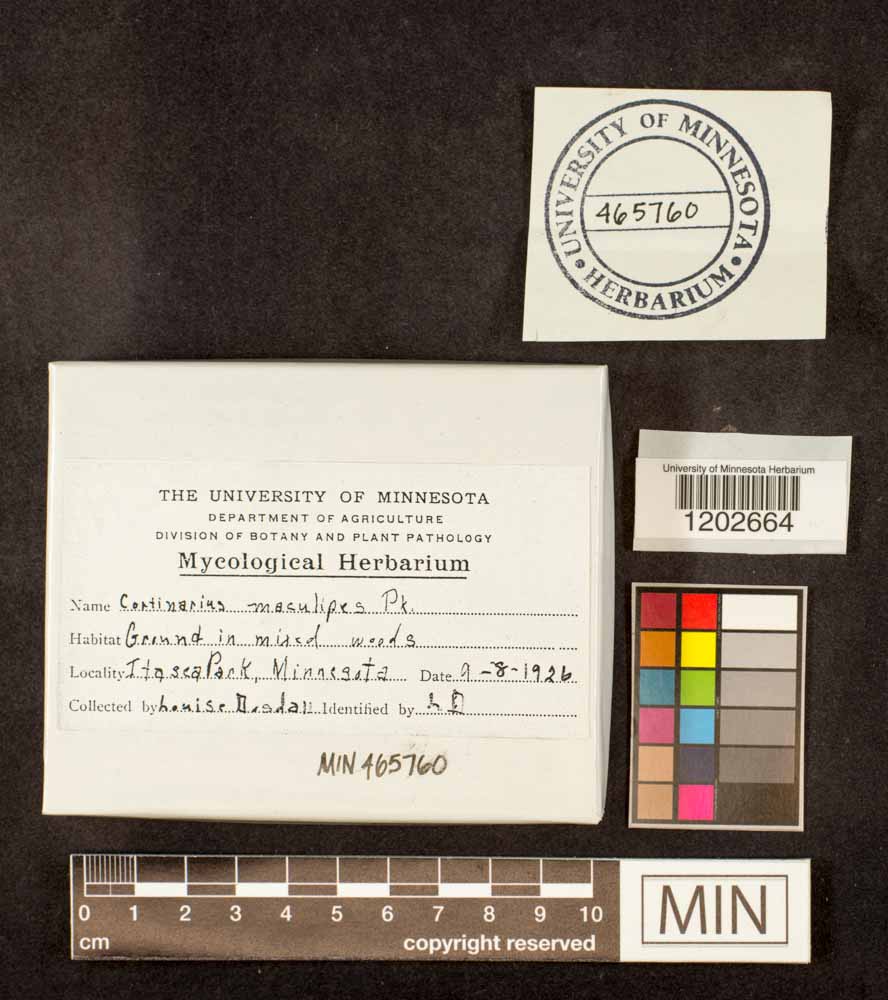 UNIVERSITY OF MINNESOTA
465760
• HERBARIUM •
University of Minnesota Herbarium
1202664
THE UNIVERSITY OF MINNESOTA
DEPARTMENT OF AGRICULTURE
DIVISION OF BOTANY AND PLANT PATHOLOGY
Mycological Herbarium
Name Cortinarius maculipes Pk.
Habitat Ground in mixed woods
Locality Itasca Park, Minnesota Date 9-8-1926
Collected by Louise Dosdall Identified by L D
MIN 465760
0 1 2 3 4 5 6 7 8 9 10
cm copyright reserved
MIN